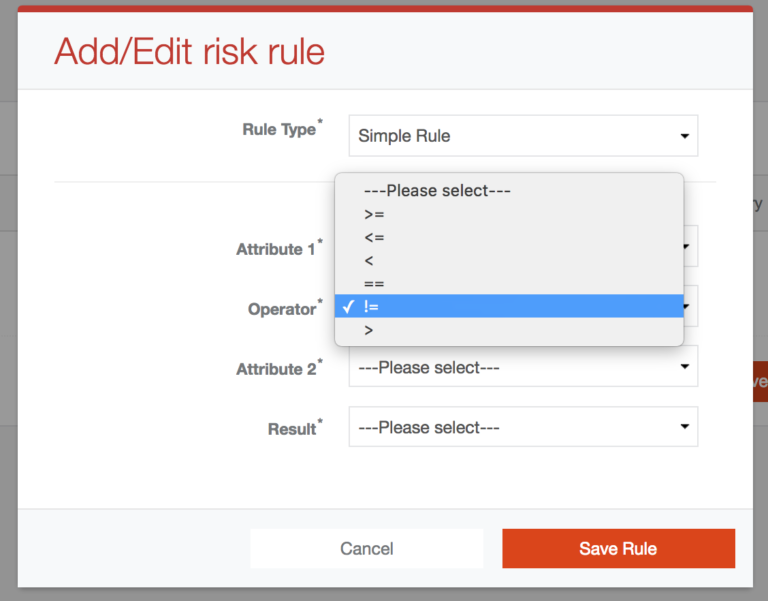 Add/Edit risk rule
Rule Type*
Simple Rule
---Please select---
>=
<=
<
==
✓ !=
>
Attribute 1*
Operator*
Attribute 2*
---Please select---
Result*
---Please select---
Cancel
Save Rule